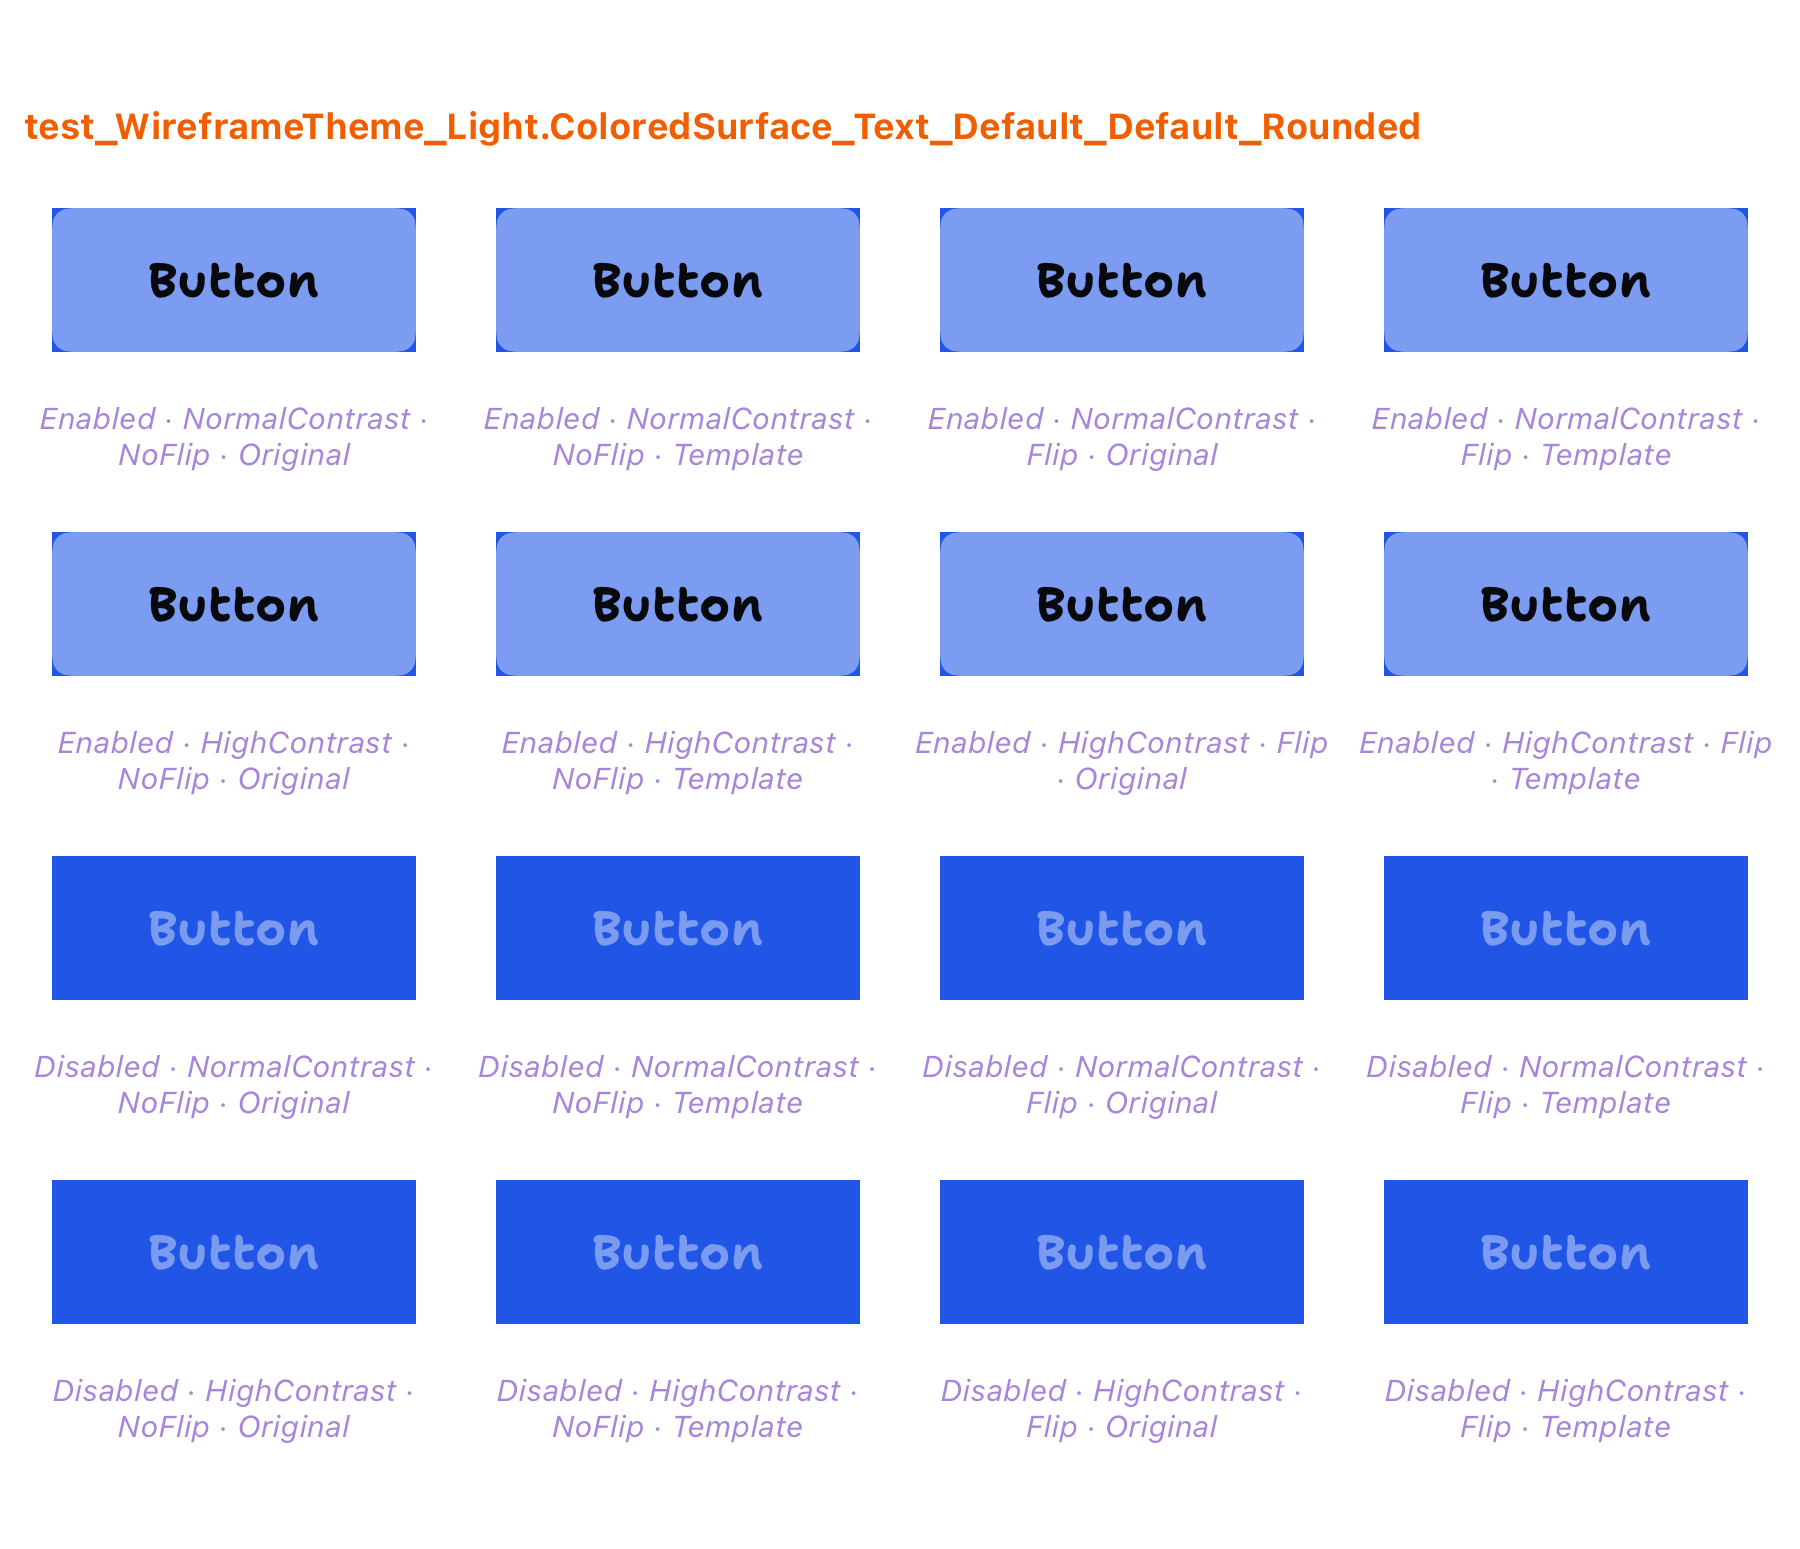 test_WireframeTheme_Light.ColoredSurface_Text_Default_Default_Rounded
Button Button Button Button
Enabled · NormalContrast · Enabled · NormalContrast · Enabled · NormalContrast · Enabled · NormalContrast ·
NoFlip · Original NoFlip · Template Flip · Original Flip · Template
Button Button Button Button
Enabled · HighContrast · Enabled · HighContrast · Enabled · HighContrast · Flip Enabled · HighContrast · Flip
NoFlip · Original NoFlip · Template · Original · Template
Button Button Button Button
Disabled · NormalContrast · Disabled · NormalContrast · Disabled · NormalContrast · Disabled · NormalContrast ·
NoFlip · Original NoFlip · Template Flip · Original Flip · Template
Button Button Button Button
Disabled · HighContrast · Disabled · HighContrast · Disabled · HighContrast · Disabled · HighContrast ·
NoFlip · Original NoFlip · Template Flip · Original Flip · Template